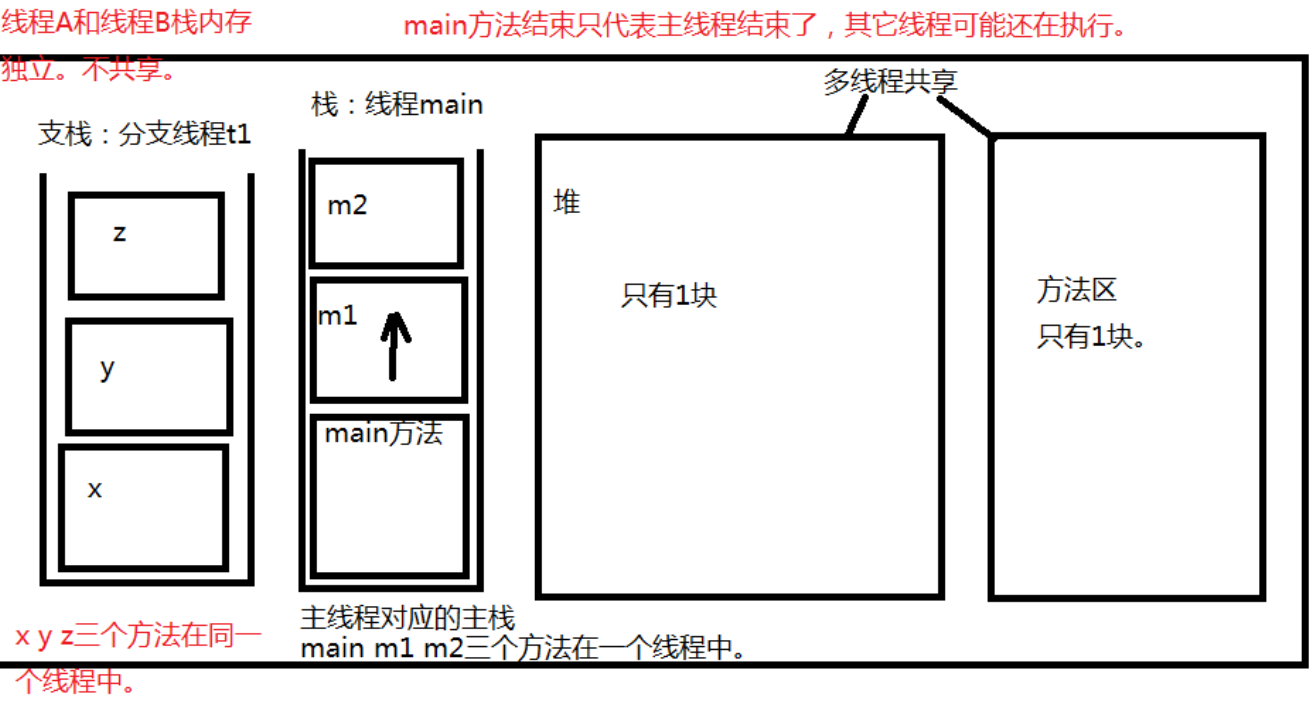 线程A和线程B栈内存
独立。不共享。
main方法结束只代表主线程结束了，其它线程可能还在执行。
多线程共享
支栈：分支线程t1
栈：线程main
z
y
x
m2
m1
main方法
堆
只有1块
方法区
只有1块。
x y z三个方法在同一
个线程中。
主线程对应的主栈
main m1 m2三个方法在一个线程中。